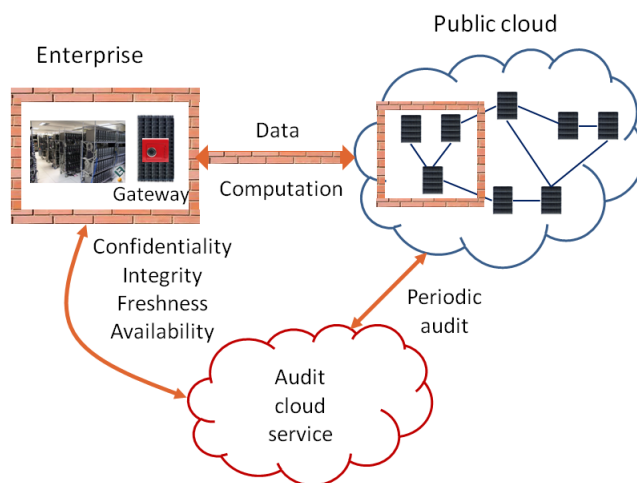 Public cloud
Enterprise
Data
Computation
Gateway
Confidentiality
Integrity
Freshness
Availability
Periodic
audit
Audit
cloud
service